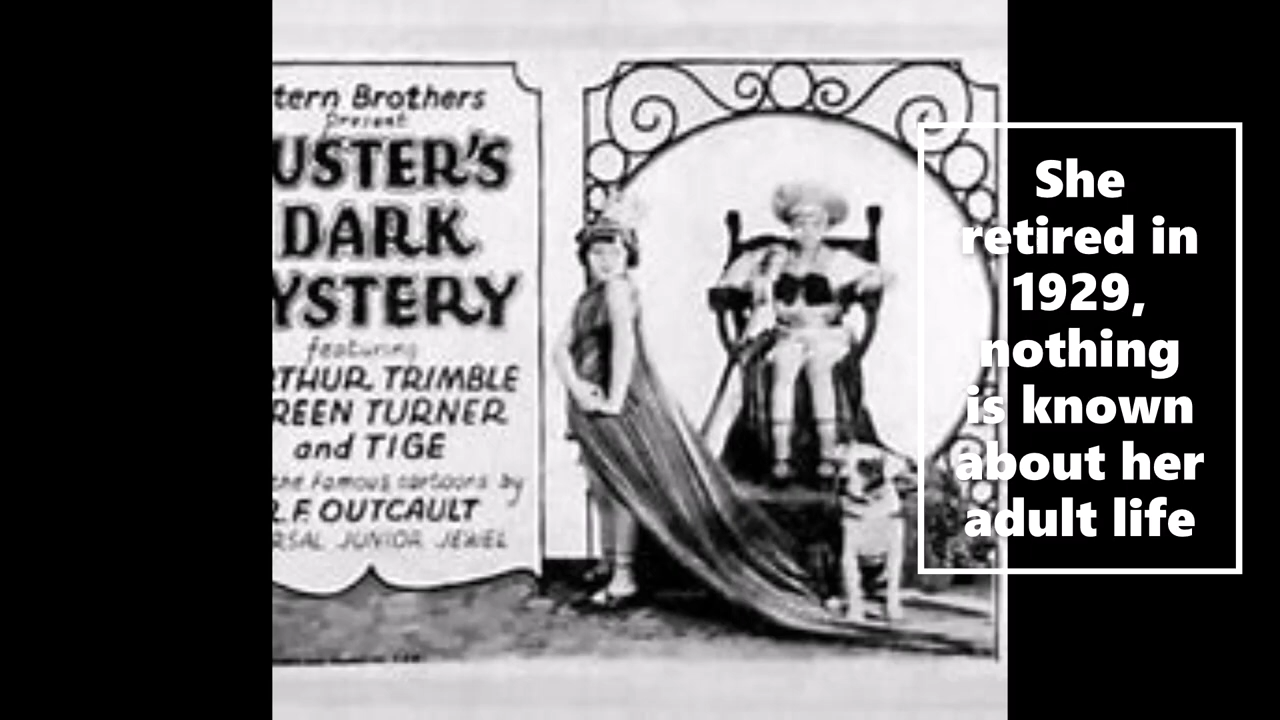 tern Brothers
Present
USTER'S
DARK
YSTERY
featuring
THUR TRIMBLE
REEN TURNER
and TIGE
the Famous cartoons by
.F. OUTCAULT
RSAL JUNIOR JEWEL
She
retired in
1929,
nothing
is known
about her
adult life